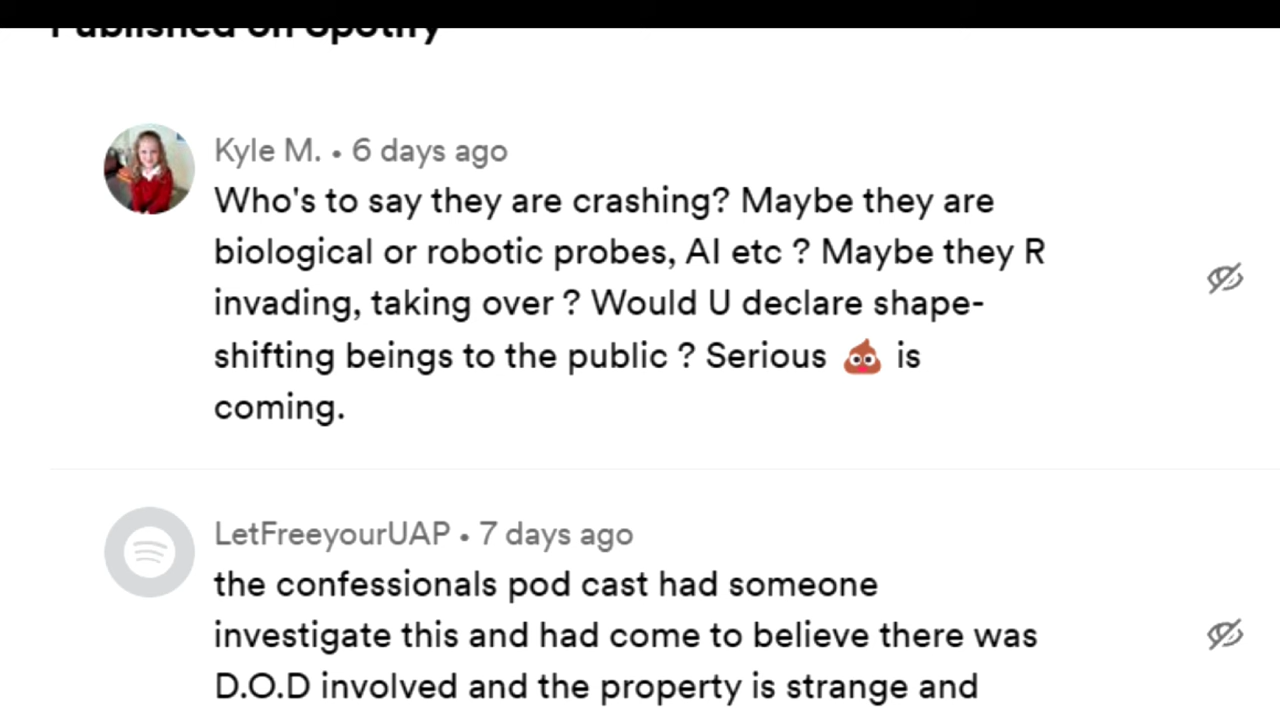 Published on Spotify
Kyle M. • 6 days ago
Who's to say they are crashing? Maybe they are
biological or robotic probes, AI etc ? Maybe they R
invading, taking over ? Would U declare shape-
shifting beings to the public ? Serious 💩 is
coming.
LetFreeyourUAP • 7 days ago
the confessionals pod cast had someone
investigate this and had come to believe there was
D.O.D involved and the property is strange and